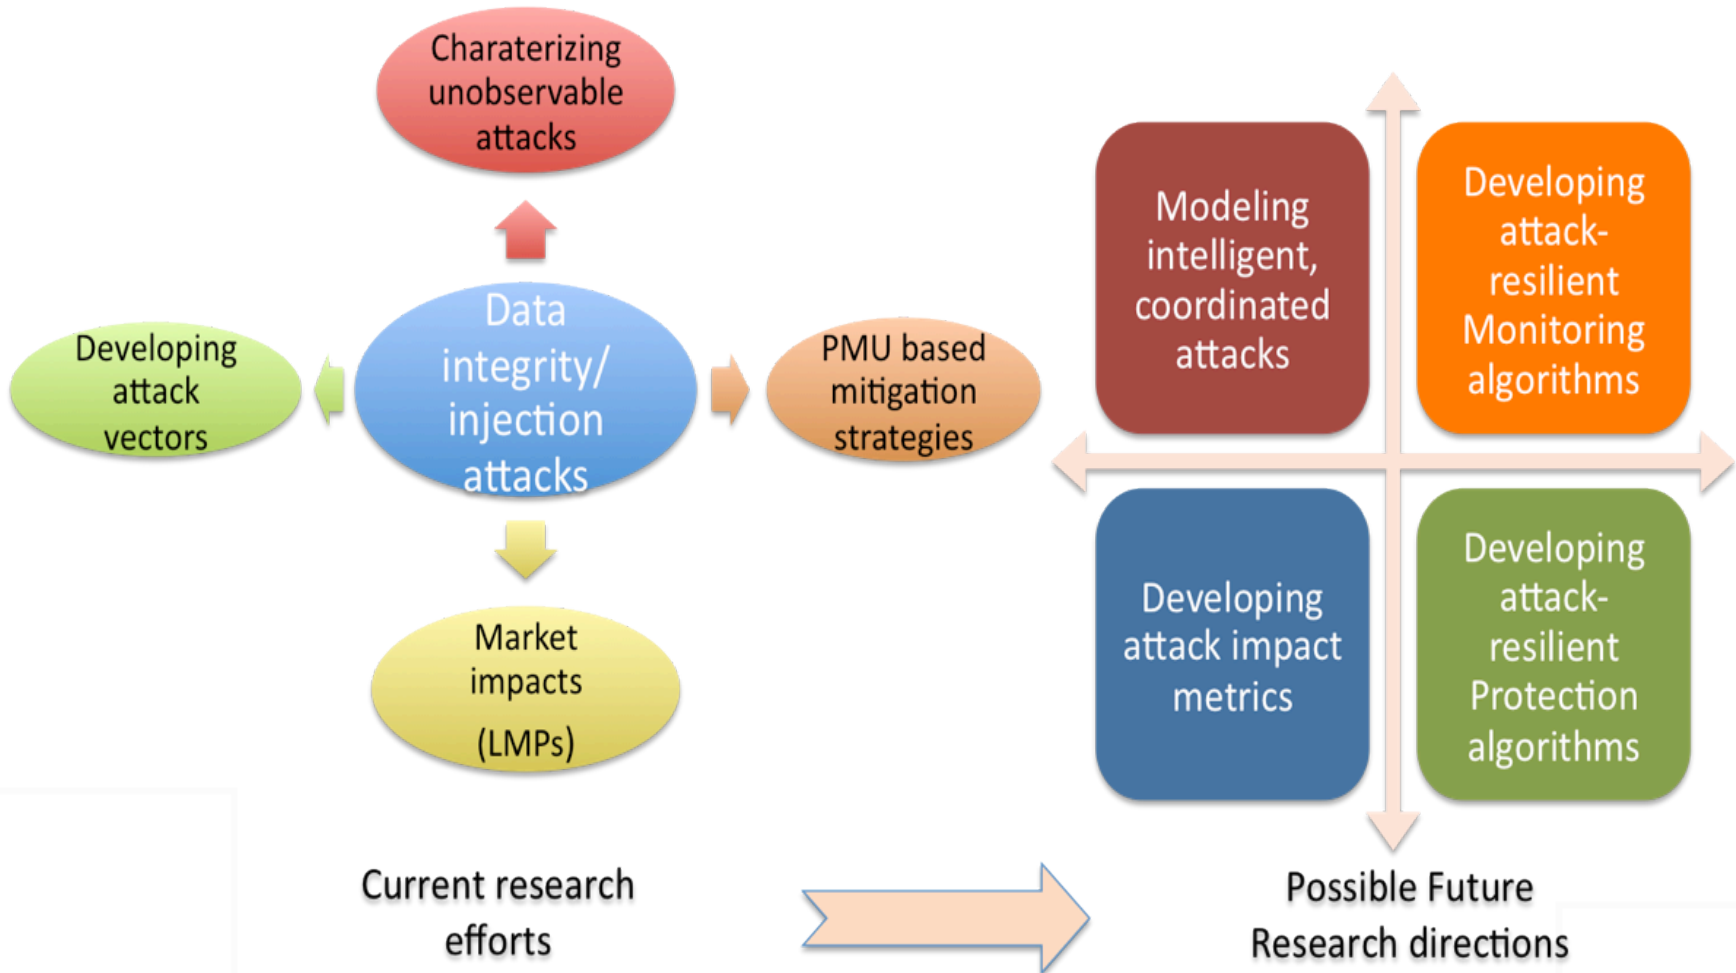 Charaterizing
unobservable
attacks
Data
integrity/
injection
attacks
Developing
attack
vectors
PMU based
mitigation
strategies
Market
impacts
(LMPs)
Current research
efforts
Modeling
intelligent,
coordinated
attacks
Developing
attack-
resilient
Monitoring
algorithms
Developing
attack impact
metrics
Developing
attack-
resilient
Protection
algorithms
Possible Future
Research directions